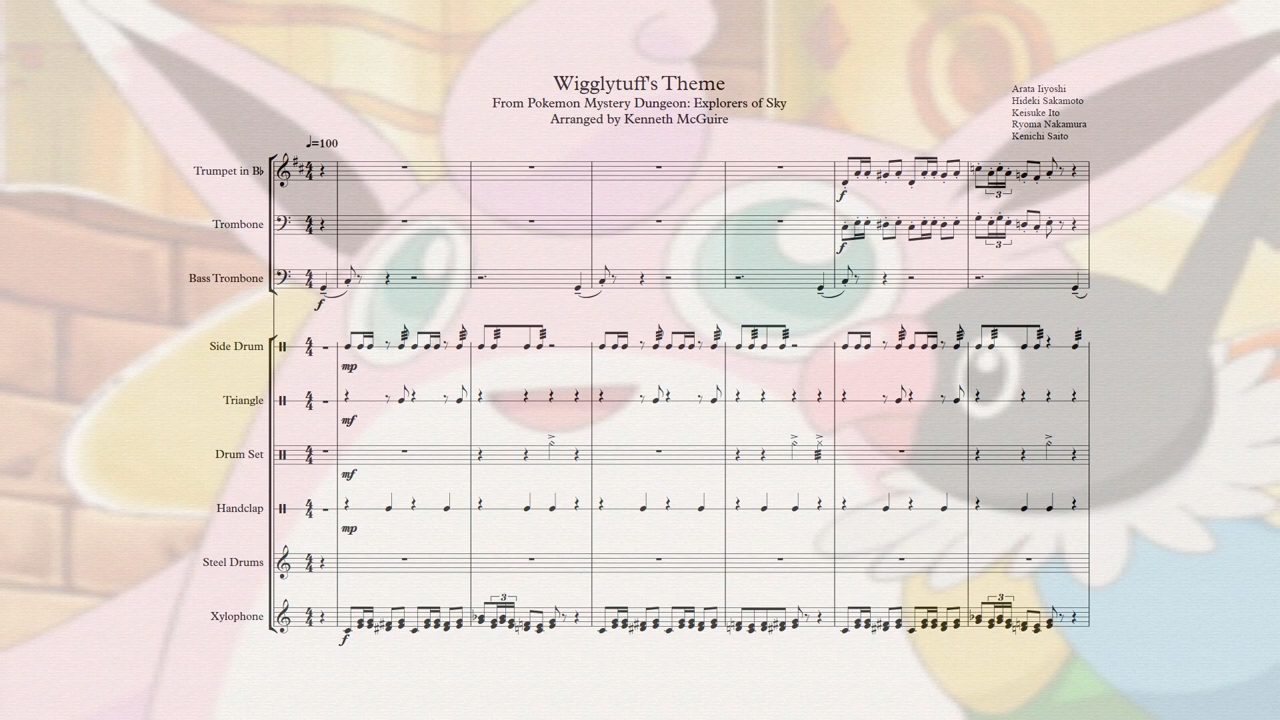 Wigglytuff's Theme
From Pokemon Mystery Dungeon: Explorers of Sky
Arranged by Kenneth McGuire
Arata Iiyoshi
Hideki Sakamoto
Keisuke Ito
Ryoma Nakamura
Kenichi Saito
♩=100
Trumpet in B♭
f
3
Trombone
f
3
Bass Trombone
f
Side Drum
mp
Triangle
mf
Drum Set
mf
Handclap
mp
Steel Drums
Xylophone
3
3
f